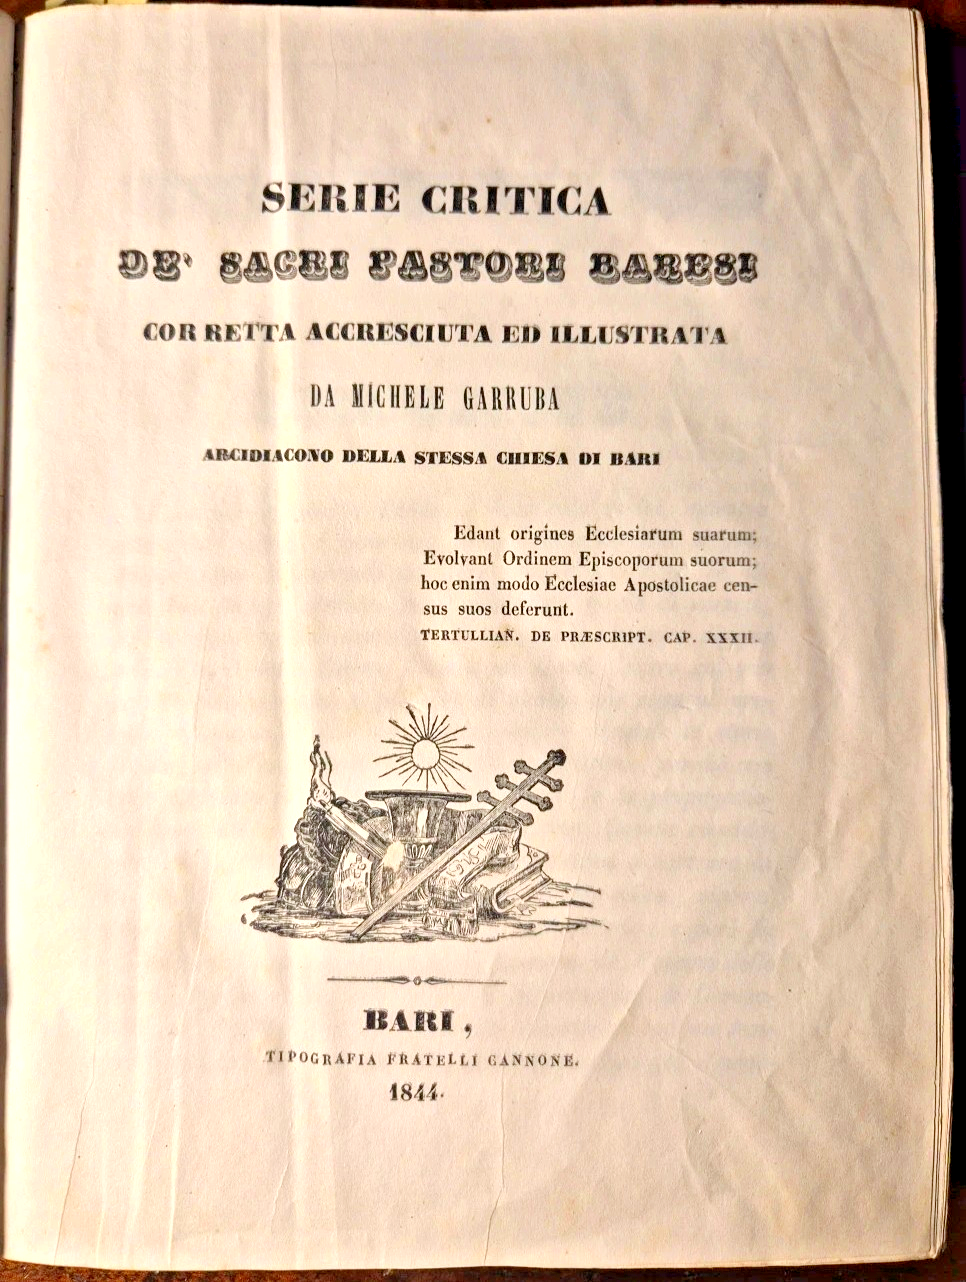 SERIE CRITICA
DE' SACRI PASTORI BARESI
CORRETTA ACCRESCIUTA ED ILLUSTRATA
DA MICHELE GARRUBA
ARCIDIACONO DELLA STESSA CHIESA DI BARI
Edant origines Ecclesiarum suarum;
Evolvant Ordinem Episcoporum suorum;
hoc enim modo Ecclesiae Apostolicae cen-
sus suos deferunt.
TERTULLIAN. DE PRÆSCRIPT. CAP. XXXII.
BARI,
TIPOGRAFIA FRATELLI CANNONE.
1844.